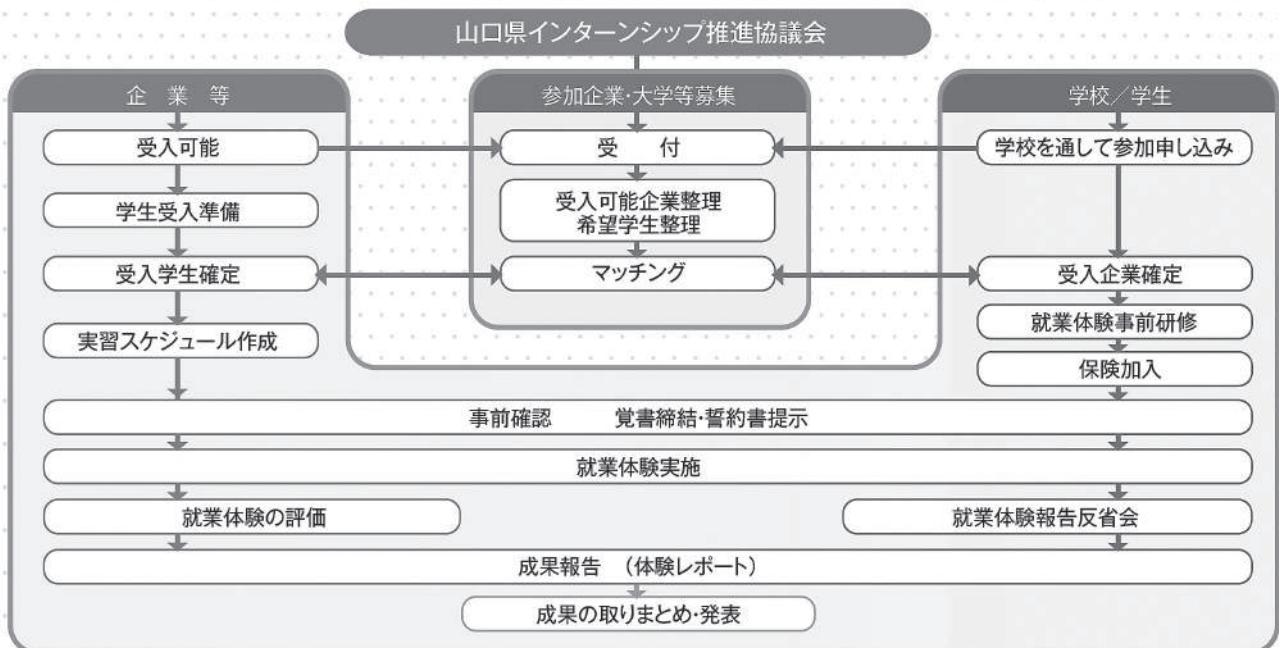 山口県インターンシップ推進協議会
企業等
受入可能
学生受入準備
受入学生確定
実習スケジュール作成
参加企業・大学等募集
受　付
受入可能企業整理
希望学生整理
マッチング
学校／学生
学校を通して参加申し込み
受入企業確定
就業体験事前研修
保険加入
事前確認　　覚書締結・誓約書提示
就業体験実施
就業体験の評価
就業体験報告反省会
成果報告　（体験レポート）
成果の取りまとめ・発表